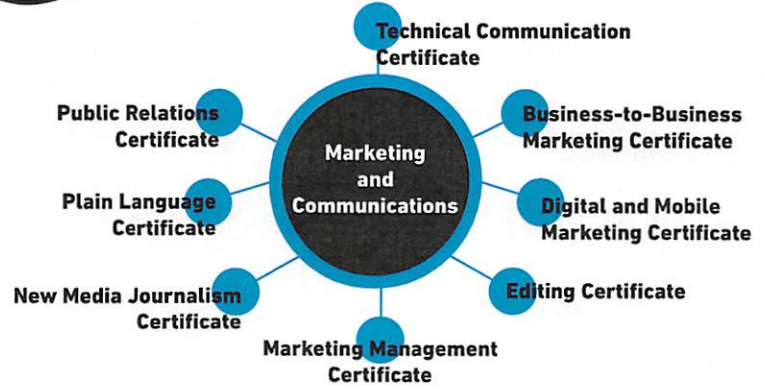 Technical Communication
Certificate
Public Relations
Certificate
Business-to-Business
Marketing Certificate
Marketing
and
Communications
Plain Language
Certificate
Digital and Mobile
Marketing Certificate
New Media Journalism
Certificate
Editing Certificate
Marketing Management
Certificate